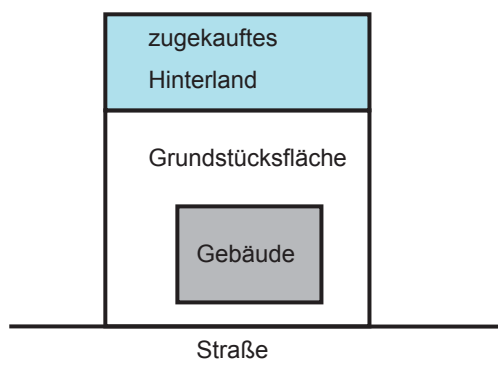 zugekauftes
Hinterland
Grundstücksfläche
Gebäude
Straße